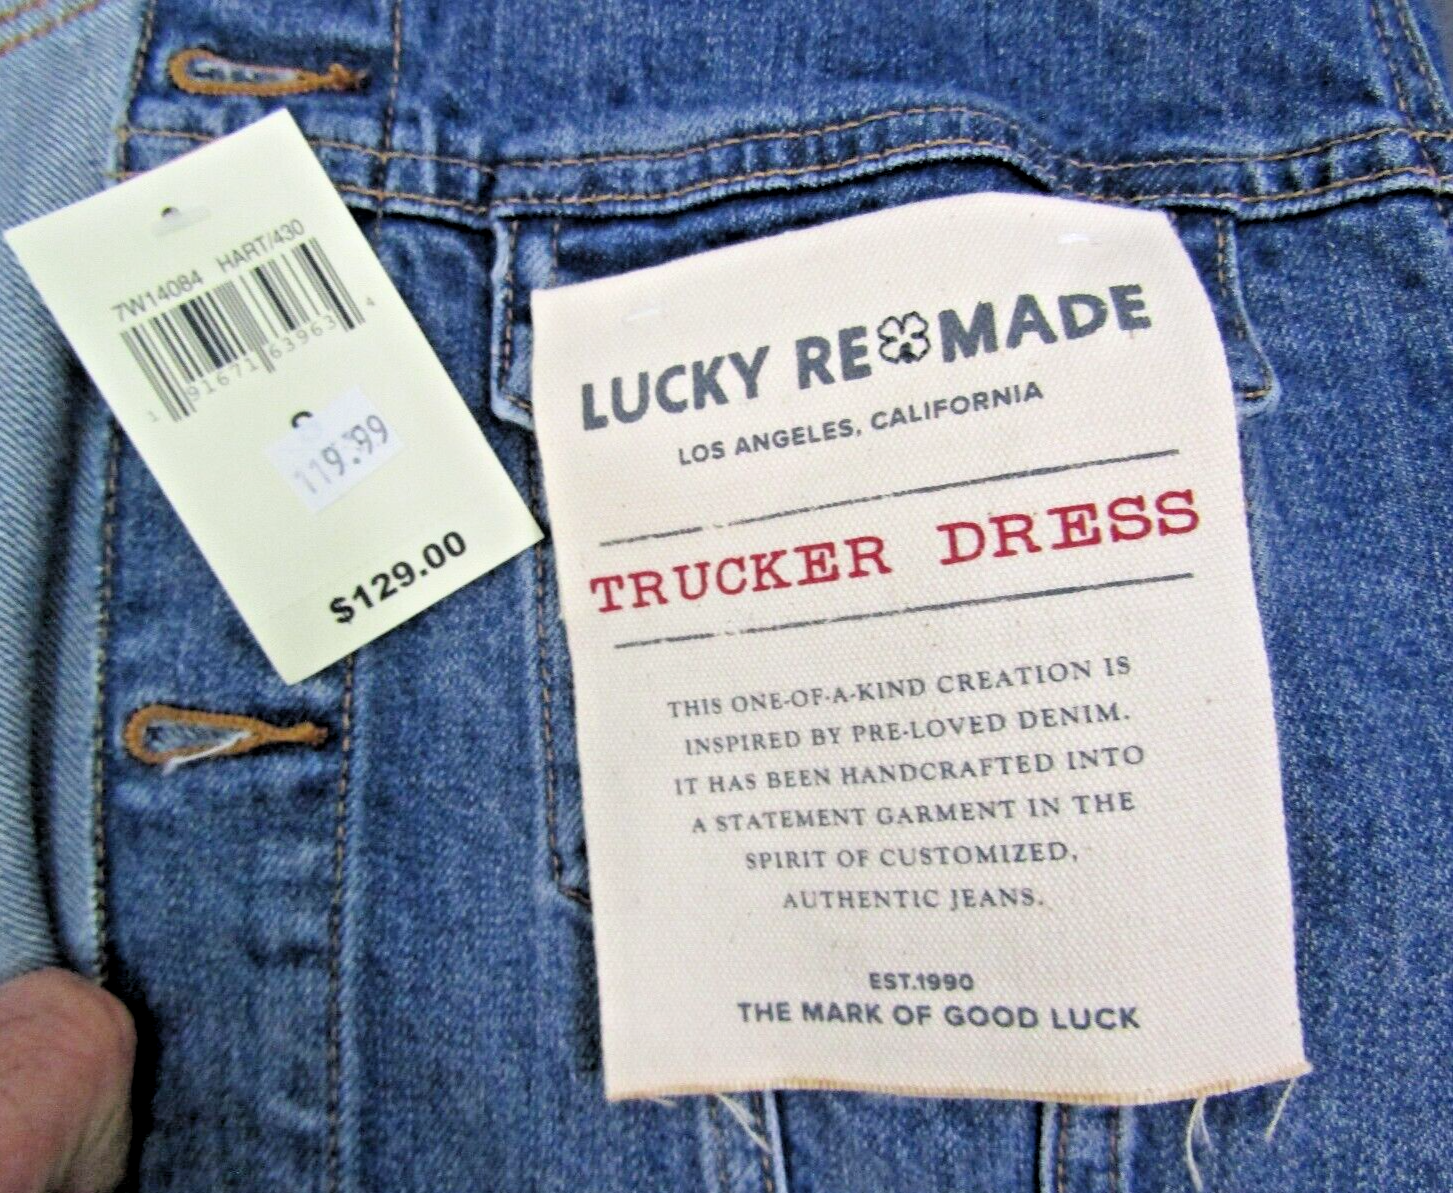 7W14084 HART/430
1 91671 63963 4
119.99
$129.00
LUCKY RE MADE
LOS ANGELES, CALIFORNIA
TRUCKER DRESS
THIS ONE-OF-A-KIND CREATION IS
INSPIRED BY PRE-LOVED DENIM.
IT HAS BEEN HANDCRAFTED INTO
A STATEMENT GARMENT IN THE
SPIRIT OF CUSTOMIZED,
AUTHENTIC JEANS.
EST.1990
THE MARK OF GOOD LUCK